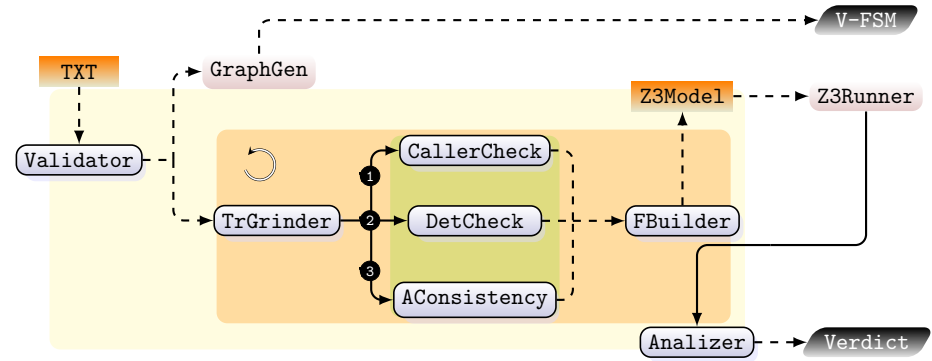 V-FSM
TXT
GraphGen
Z3Model
Z3Runner
Validator
CallerCheck
1
TrGrinder
2
DetCheck
FBuilder
3
AConsistency
Analizer
Verdict